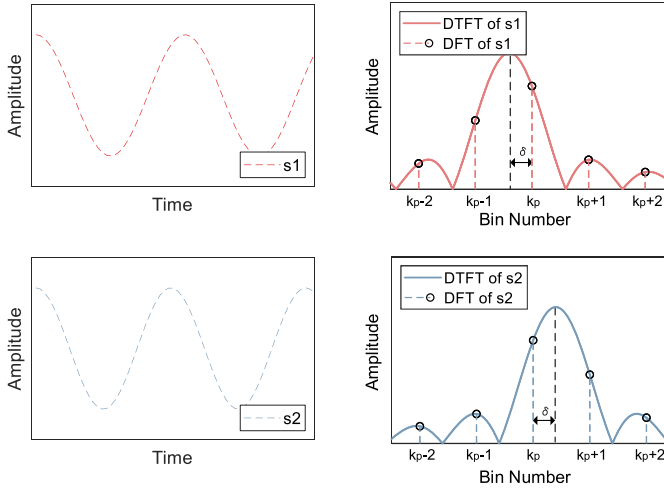 Amplitude
s1
Time
Amplitude
DTFT of s1
DFT of s1
δ
kp-2 kp-1 kp kp+1 kp+2
Bin Number
Amplitude
s2
Time
Amplitude
DTFT of s2
DFT of s2
δ
kp-2 kp-1 kp kp+1 kp+2
Bin Number